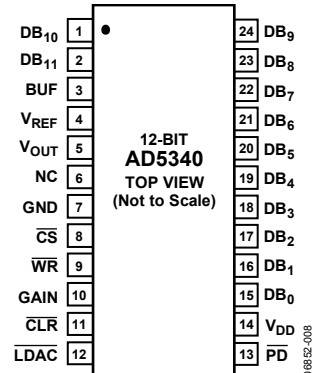 DB10 1 24 DB9
DB11 2 23 DB8
BUF 3 22 DB7
VREF 4 21 DB6
VOUT 5 20 DB5
NC 6 19 DB4
GND 7 18 DB3
CS 8 17 DB2
WR 9 16 DB1
GAIN 10 15 DB0
CLR 11 14 VDD
LDAC 12 13 PD
12-BIT
AD5340
TOP VIEW
(Not to Scale)
06852-008